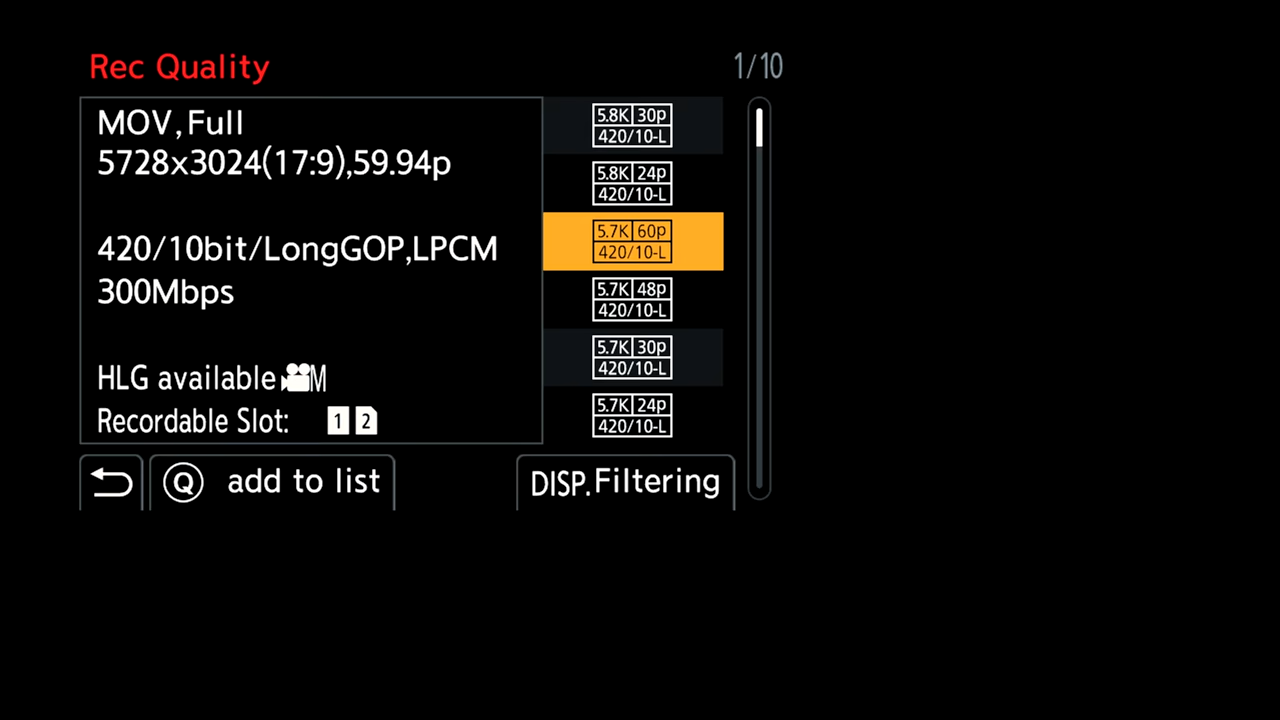 Rec Quality
1/10
MOV,Full
5728x3024(17:9),59.94p
420/10bit/LongGOP,LPCM
300Mbps
HLG available M
Recordable Slot: 1 2
5.8K 30p
420/10-L
5.8K 24p
420/10-L
5.7K 60p
420/10-L
5.7K 48p
420/10-L
5.7K 30p
420/10-L
5.7K 24p
420/10-L
Q add to list
DISP.Filtering